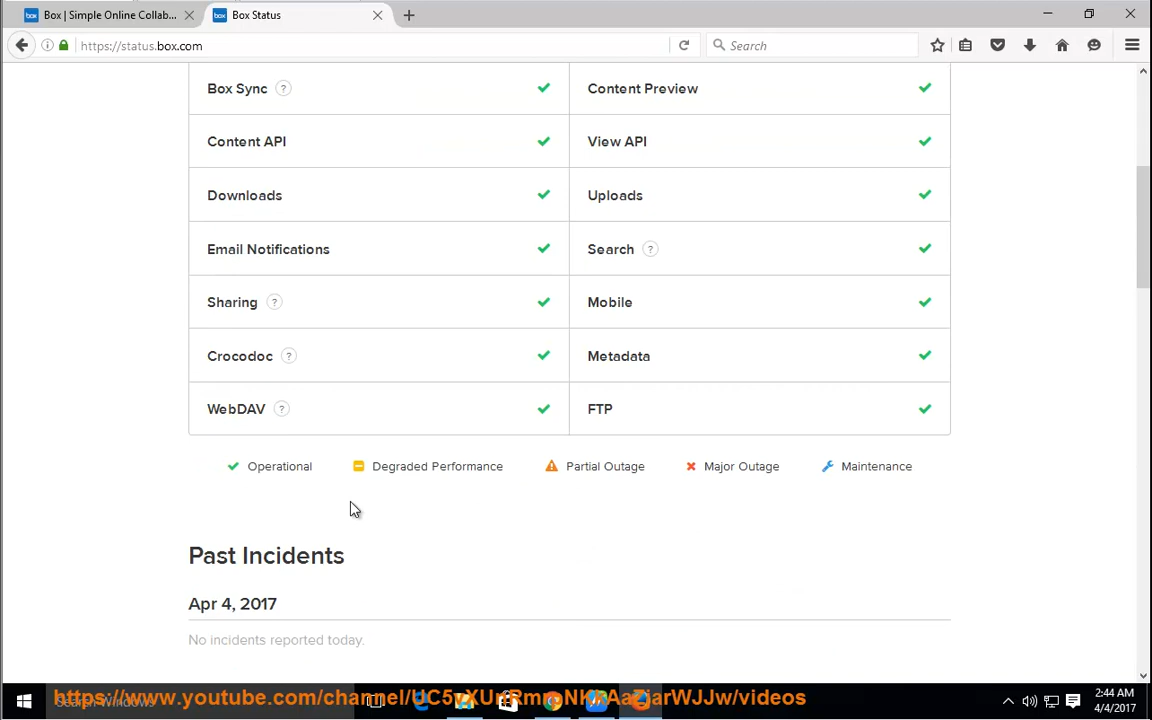 Box | Simple Online Collab...
Box Status
https://status.box.com
Search
Box Sync ?
Content Preview
Content API
View API
Downloads
Uploads
Email Notifications
Search ?
Sharing ?
Mobile
Crocodoc ?
Metadata
WebDAV ?
FTP
Operational
Degraded Performance
Partial Outage
Major Outage
Maintenance
Past Incidents
Apr 4, 2017
No incidents reported today.
Search Windows
2:44 AM
4/4/2017